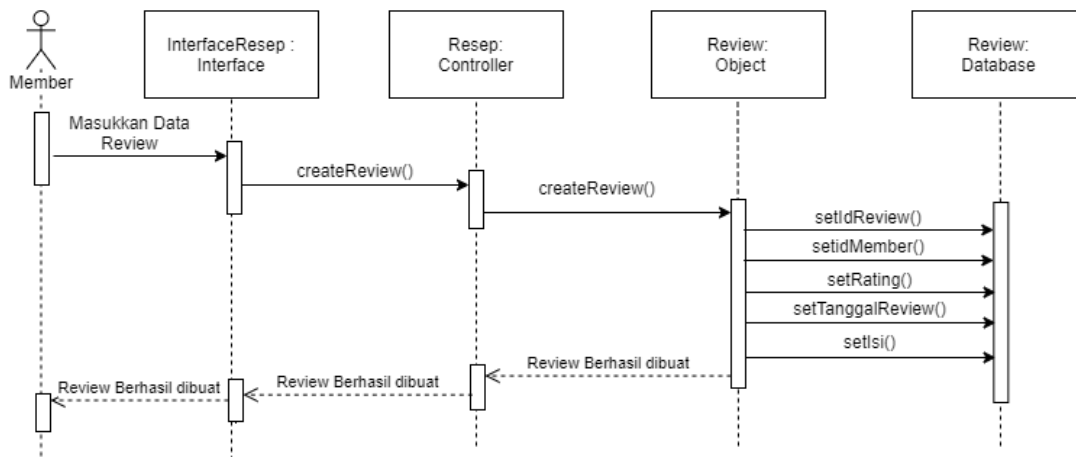 Member
InterfaceResep :
Interface
Resep:
Controller
Review:
Object
Review:
Database
Masukkan Data
Review
createReview()
createReview()
setIdReview()
setidMember()
setRating()
setTanggalReview()
setIsi()
Review Berhasil dibuat
Review Berhasil dibuat
Review Berhasil dibuat